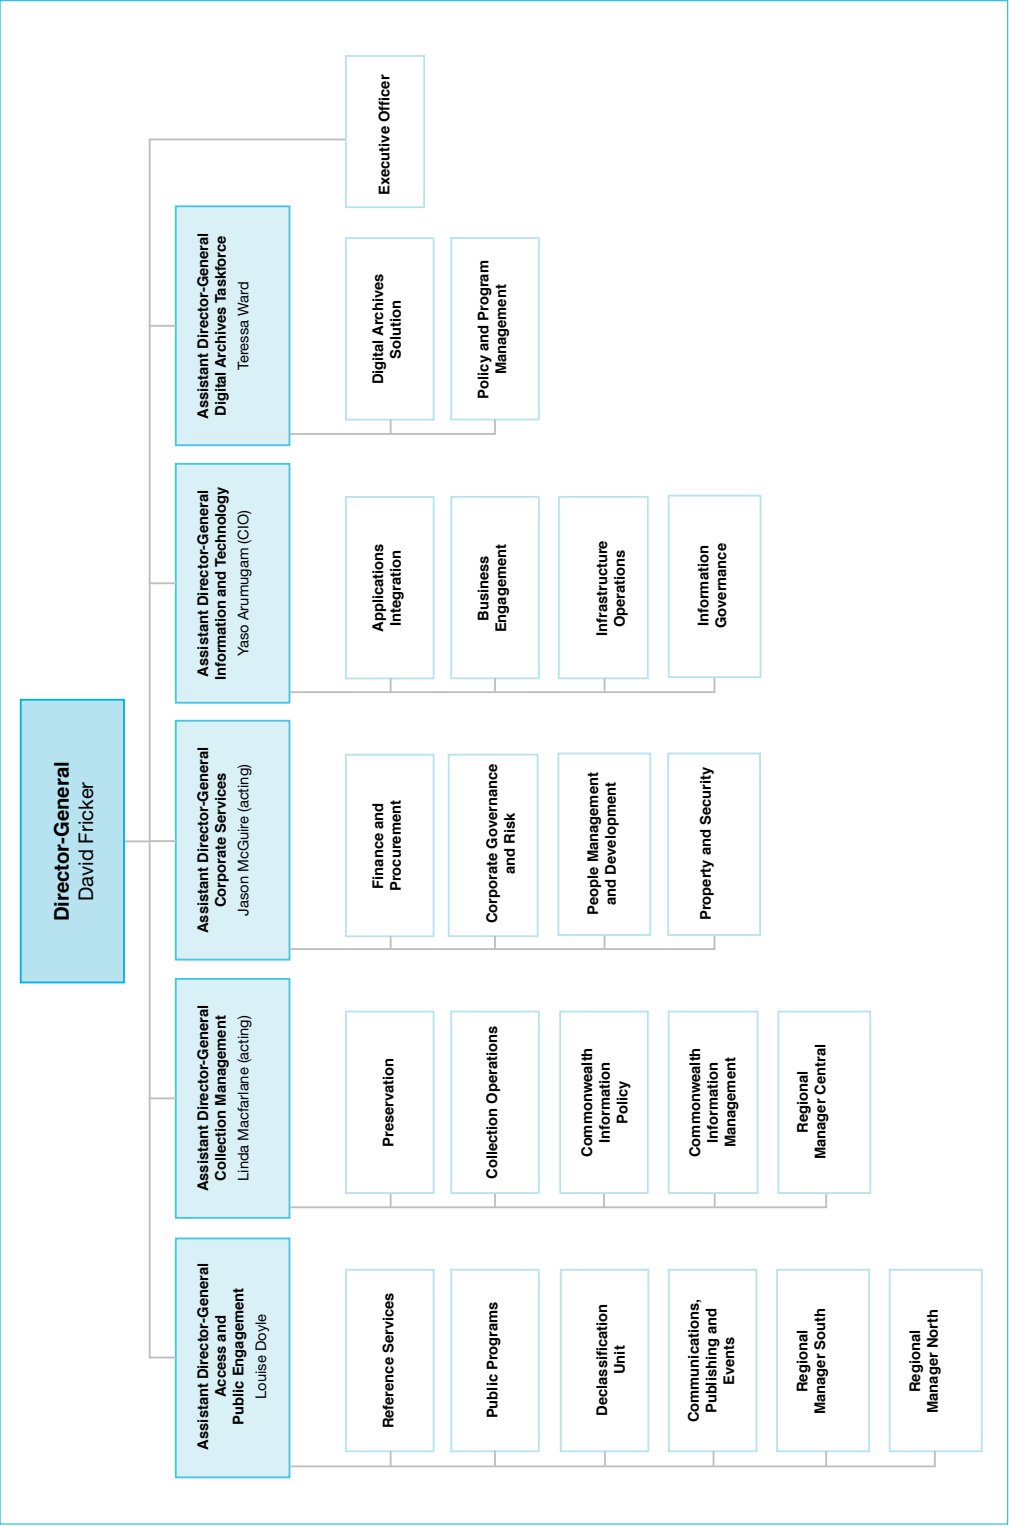 Director-General
David Fricker
Assistant Director-General
Access and
Public Engagement
Louise Doyle
Reference Services
Public Programs
Declassification
Unit
Communications,
Publishing and
Events
Regional
Manager South
Regional
Manager North
Assistant Director-General
Collection Management
Linda Macfarlane (acting)
Preservation
Collection Operations
Commonwealth
Information
Policy
Commonwealth
Information
Management
Regional
Manager Central
Assistant Director-General
Corporate Services
Jason McGuire (acting)
Finance and
Procurement
Corporate Governance
and Risk
People Management
and Development
Property and Security
Assistant Director-General
Information and Technology
Yaso Arumugam (CIO)
Applications
Integration
Business
Engagement
Infrastructure
Operations
Information
Governance
Assistant Director-General
Digital Archives Taskforce
Teressa Ward
Digital Archives
Solution
Policy and Program
Management
Executive Officer